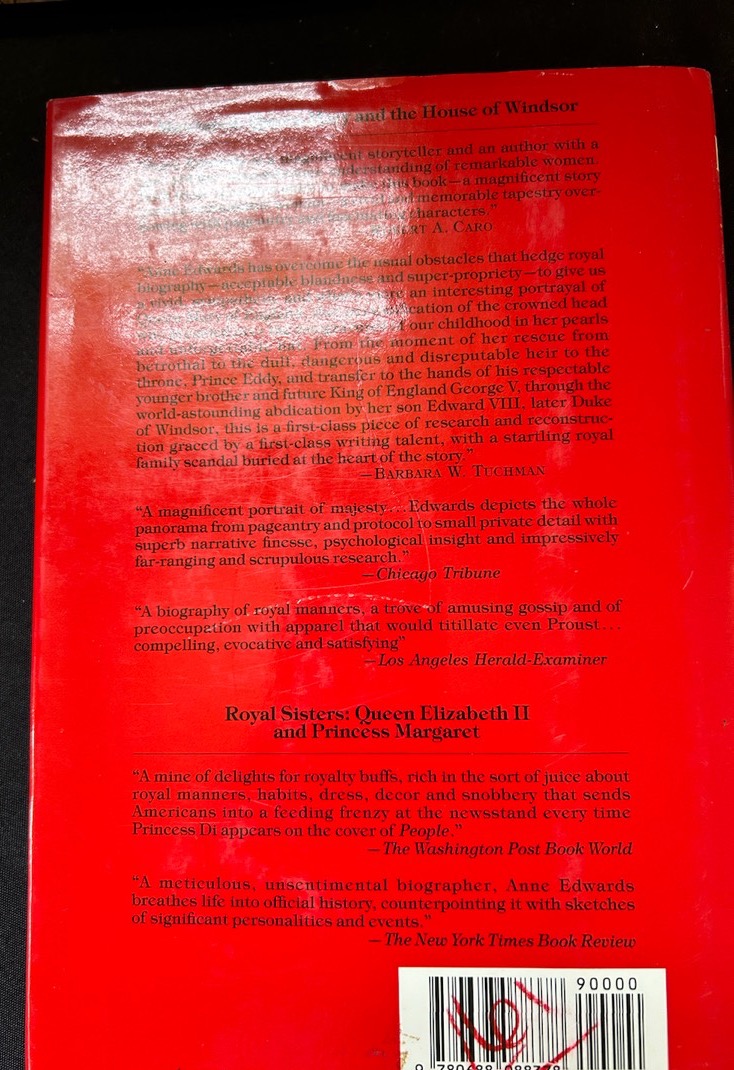 and the House of Windsor
storyteller and an author with a
understanding of remarkable women.
this book—a magnificent story
memorable tapestry over-
characters."
A. CARO
"Anne Edwards has overcome the usual obstacles that hedge royal
biography—acceptable blandness and super-propriety—to give us
a vivid, an interesting portrayal of
of the crowned head
of our childhood in her pearls
From the moment of her rescue from
betrothal to the dull, dangerous and disreputable heir to the
throne, Prince Eddy, and transfer to the hands of his respectable
younger brother and future King of England George V, through the
world-astounding abdication by her son Edward VIII, later Duke
of Windsor, this is a first-class piece of research and reconstruc-
tion graced by a first-class writing talent, with a startling royal
family scandal buried at the heart of the story."
—BARBARA W. TUCHMAN
"A magnificent portrait of majesty...Edwards depicts the whole
panorama from pageantry and protocol to small private detail with
superb narrative finesse, psychological insight and impressively
far-ranging and scrupulous research."
—Chicago Tribune
"A biography of royal manners, a trove of amusing gossip and of
preoccupation with apparel that would titillate even Proust...
compelling, evocative and satisfying"
—Los Angeles Herald-Examiner
Royal Sisters: Queen Elizabeth II
and Princess Margaret
"A mine of delights for royalty buffs, rich in the sort of juice about
royal manners, habits, dress, decor and snobbery that sends
Americans into a feeding frenzy at the newsstand every time
Princess Di appears on the cover of People."
—The Washington Post Book World
"A meticulous, unsentimental biographer, Anne Edwards
breathes life into official history, counterpointing it with sketches
of significant personalities and events."
—The New York Times Book Review
90000